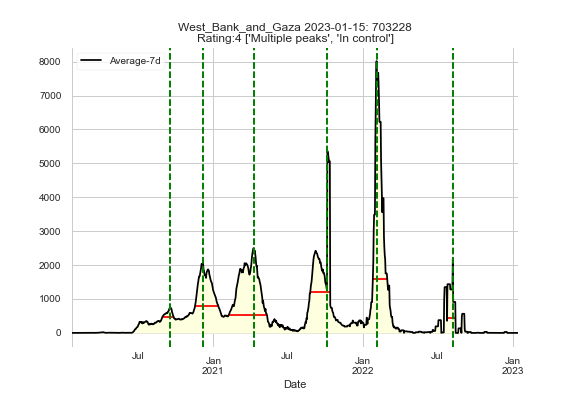 West_Bank_and_Gaza 2023-01-15: 703228
Rating:4 ['Multiple peaks', 'In control']
Average-7d
8000
7000
6000
5000
4000
3000
2000
1000
0
Jul
Jan
2021
Jul
Jan
2022
Jul
Jan
2023
Date